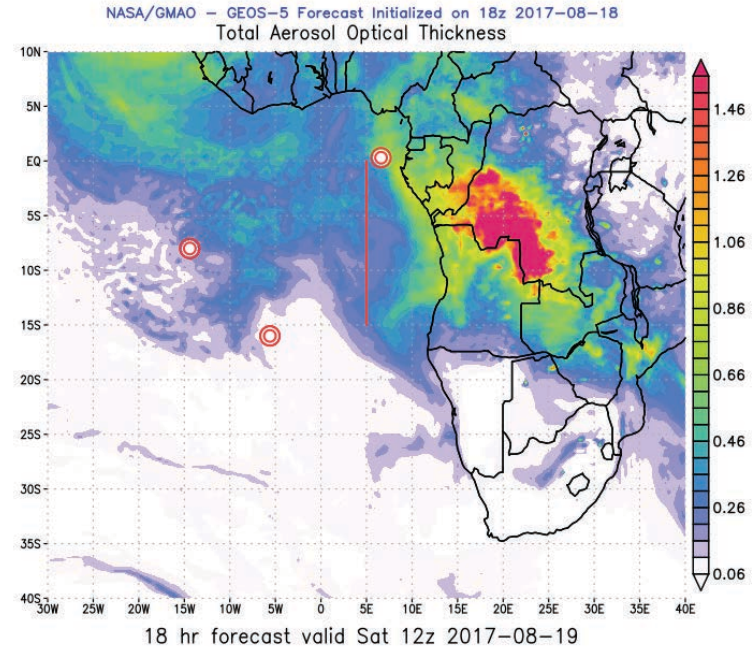 NASA/GMAO - GEOS-5 Forecast Initialized on 18z 2017-08-18
Total Aerosol Optical Thickness
10N
5N
EQ
5S
10S
15S
20S
25S
30S
35S
40S
30W 25W 20W 15W 10W 5W 0 5E 10E 15E 20E 25E 30E 35E 40E
1.46
1.26
1.06
0.86
0.66
0.46
0.26
0.06
18 hr forecast valid Sat 12z 2017-08-19